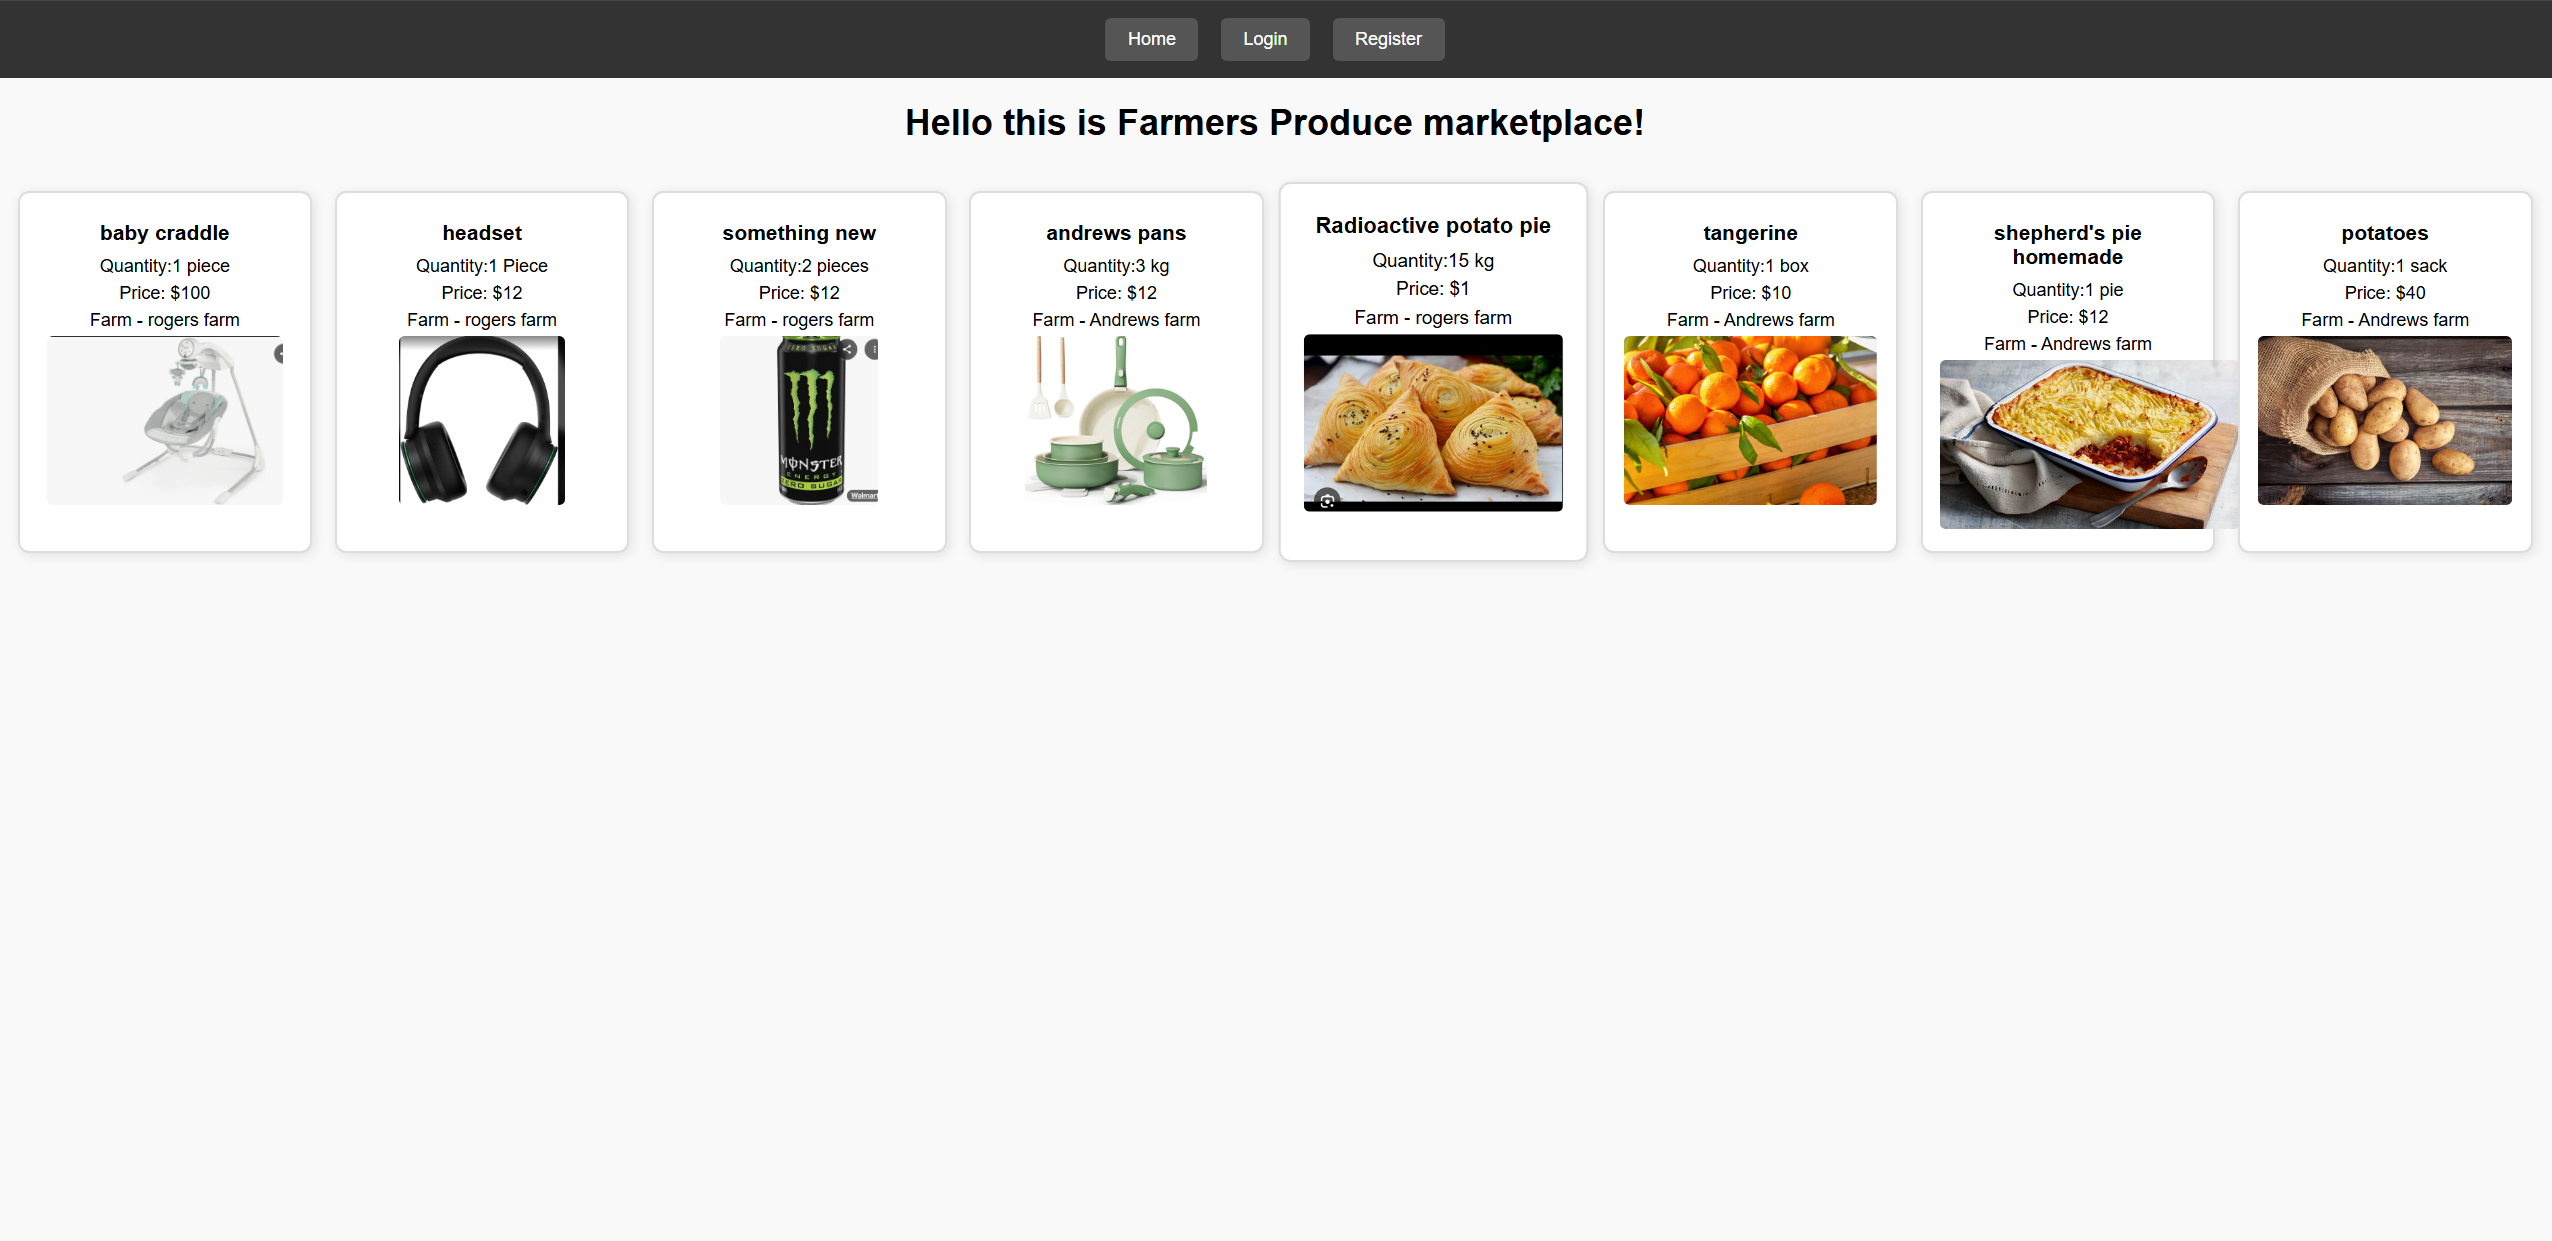 Home
Login
Register
Hello this is Farmers Produce marketplace!
baby craddle
Quantity:1 piece
Price: $100
Farm - rogers farm
headset
Quantity:1 Piece
Price: $12
Farm - rogers farm
something new
Quantity:2 pieces
Price: $12
Farm - rogers farm
ZERO SUGAR
MONSTER
ENERGY
ZERO SUGAR
Walmart
andrews pans
Quantity:3 kg
Price: $12
Farm - Andrews farm
Radioactive potato pie
Quantity:15 kg
Price: $1
Farm - rogers farm
tangerine
Quantity:1 box
Price: $10
Farm - Andrews farm
shepherd's pie
homemade
Quantity:1 pie
Price: $12
Farm - Andrews farm
potatoes
Quantity:1 sack
Price: $40
Farm - Andrews farm